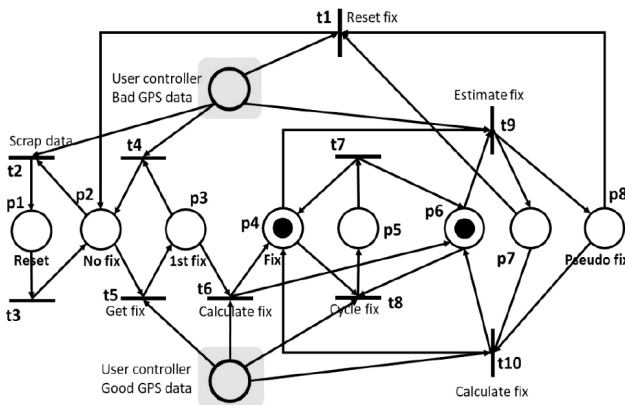 t1
Reset fix
User controller
Bad GPS data
Estimate fix
t9
Scrap data
t4
t7
t2
p1
p2
p3
p8
p4
p5
p6
p7
Reset
No fix
1st fix
Fix
Pseudo fix
t3
t5
t6
t8
Get fix
Calculate fix
Cycle fix
t10
User controller
Good GPS data
Calculate fix